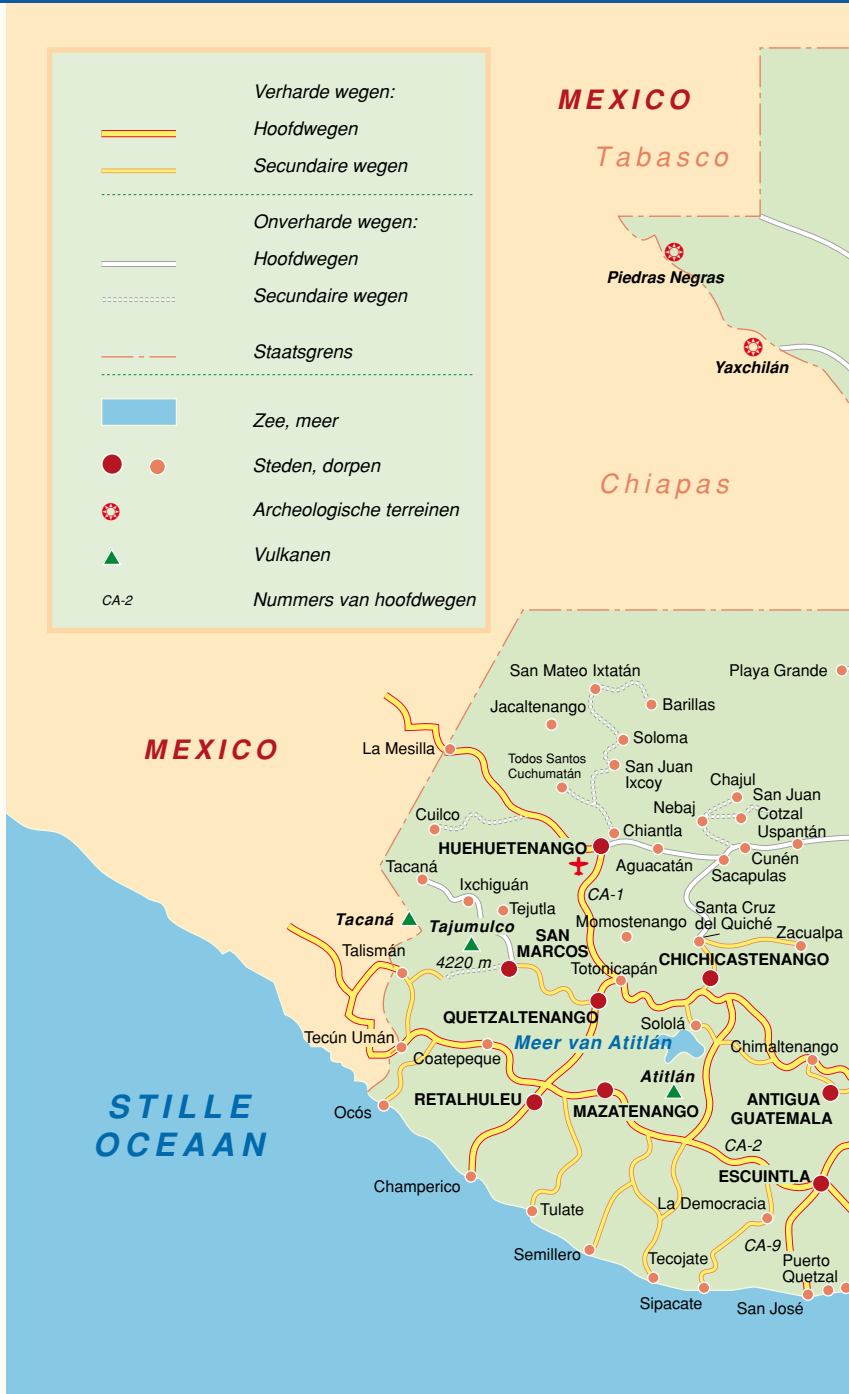 Verharde wegen:
Hoofdwegen
Secundaire wegen
Onverharde wegen:
Hoofdwegen
Secundaire wegen
Staatsgrens
Zee, meer
Steden, dorpen
Archeologische terreinen
Vulkanen
CA-2
Nummers van hoofdwegen
MEXICO
Tabasco
Piedras Negras
Yaxchilán
Chiapas
San Mateo Ixtatán
Playa Grande
Jacaltenango
Barillas
MEXICO
La Mesilla
Soloma
Todos Santos
Cuchumatán
San Juan
Ixcoy
Chajul
San Juan
Cotzal
Nebaj
Uspantán
Cuilco
Chiantla
HUEHUETENANGO
Aguacatán
Cunén
Sacapulas
Tacaná
Ixchiguán
CA-1
Tejutla
Santa Cruz
del Quiché
Tacaná
Tajumulco
4220 m
Momostenango
Zacualpa
SAN
MARCOS
Talismán
Totonicapán
CHICHICASTENANGO
QUETZALTENANGO
Sololá
Tecún Umán
Meer van Atitlán
Chimaltenango
Coatepeque
Atitlán
Ocós
RETALHULEU
MAZATENANGO
ANTIGUA
GUATEMALA
STILLE
OCEAAN
CA-2
ESCUINTLA
Champerico
Tulate
La Democracia
CA-9
Semillero
Tecojate
Puerto
Quetzal
Sipacate
San José